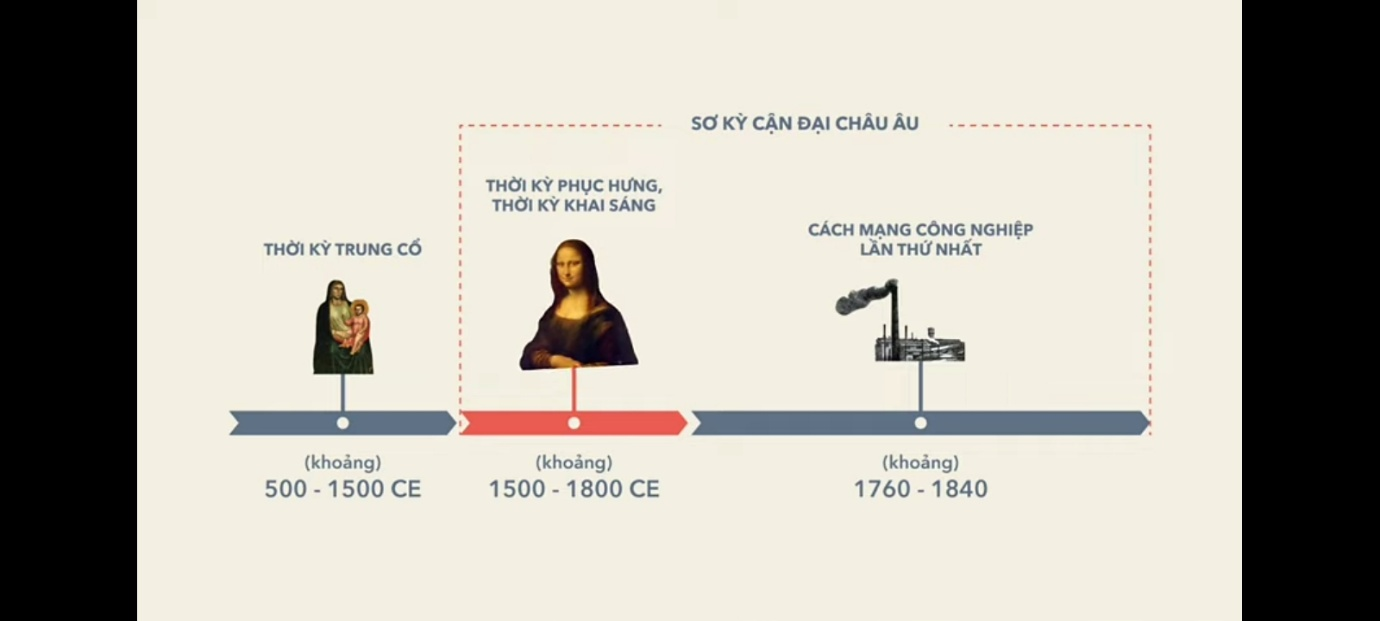 SƠ KỲ CẬN ĐẠI CHÂU ÂU
THỜI KỲ TRUNG CỔ
(khoảng)
500 - 1500 CE
THỜI KỲ PHỤC HƯNG,
THỜI KỲ KHAI SÁNG
(khoảng)
1500 - 1800 CE
CÁCH MẠNG CÔNG NGHIỆP
LẦN THỨ NHẤT
(khoảng)
1760 - 1840